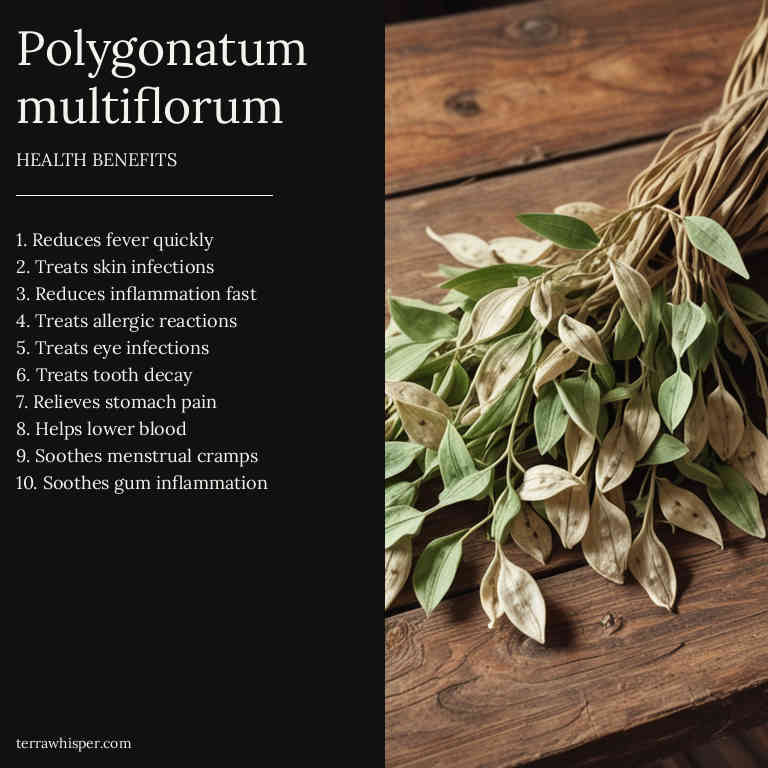 Polygonatum
multiflorum
HEALTH BENEFITS
1. Reduces fever quickly
2. Treats skin infections
3. Reduces inflammation fast
4. Treats allergic reactions
5. Treats eye infections
6. Treats tooth decay
7. Relieves stomach pain
8. Helps lower blood
9. Soothes menstrual cramps
10. Soothes gum inflammation
terrawhisper.com